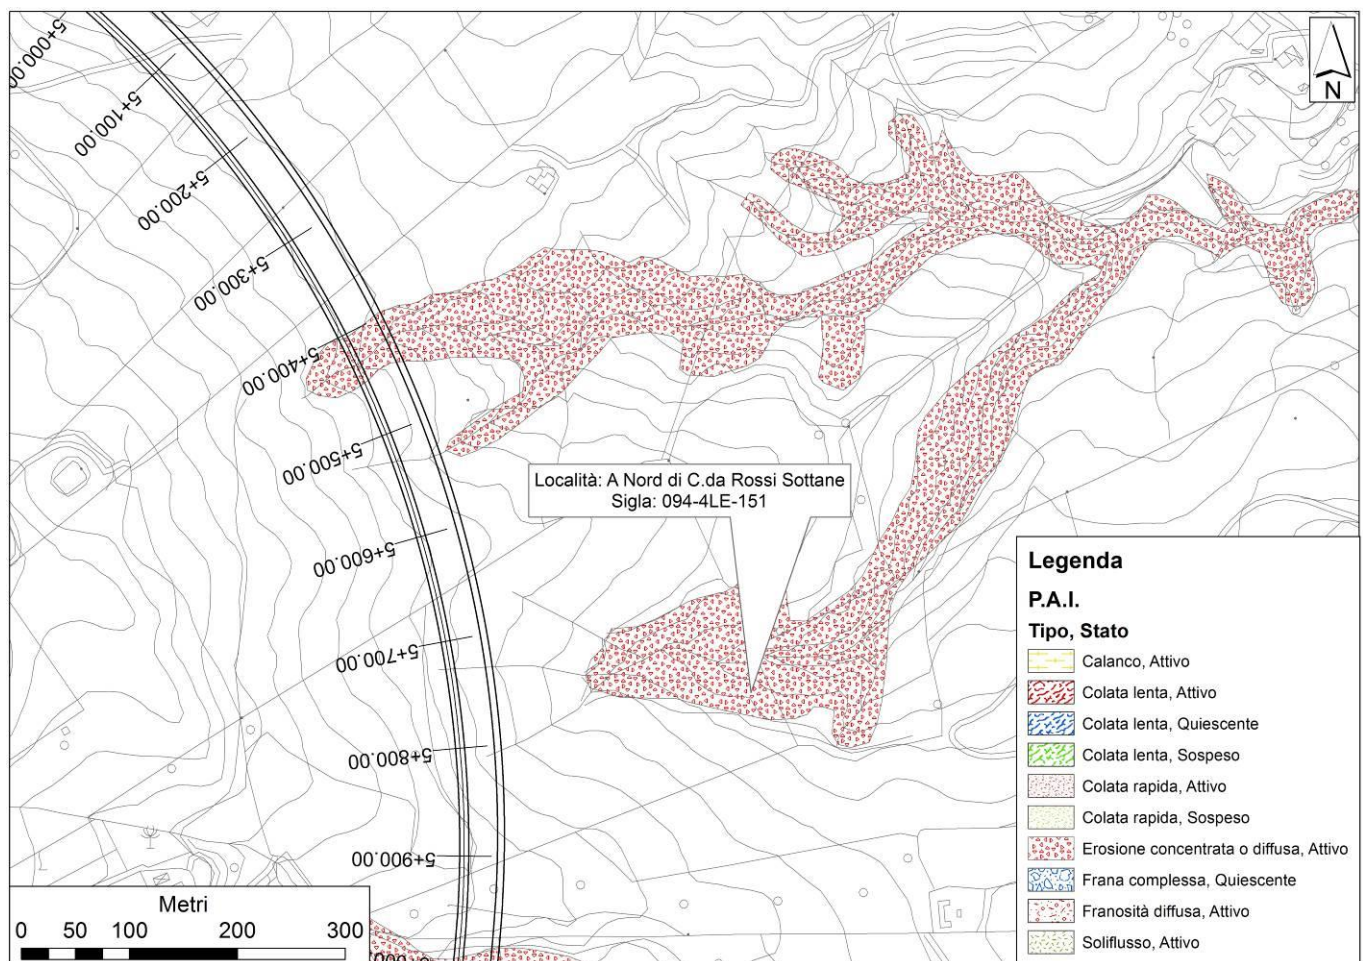 5+000.00
5+100.00
5+200.00
5+300.00
5+400.00
5+500.00
5+600.00
5+700.00
5+800.00
5+900.00
N
Località: A Nord di C.da Rossi Sottane
Sigla: 094-4LE-151
Legenda
P.A.I.
Tipo, Stato
Calanco, Attivo
Colata lenta, Attivo
Colata lenta, Quiescente
Colata lenta, Sospeso
Colata rapida, Attivo
Colata rapida, Sospeso
Erosione concentrata o diffusa, Attivo
Frana complessa, Quiescente
Franosità diffusa, Attivo
Soliflusso, Attivo
Metri
0 50 100 200 300